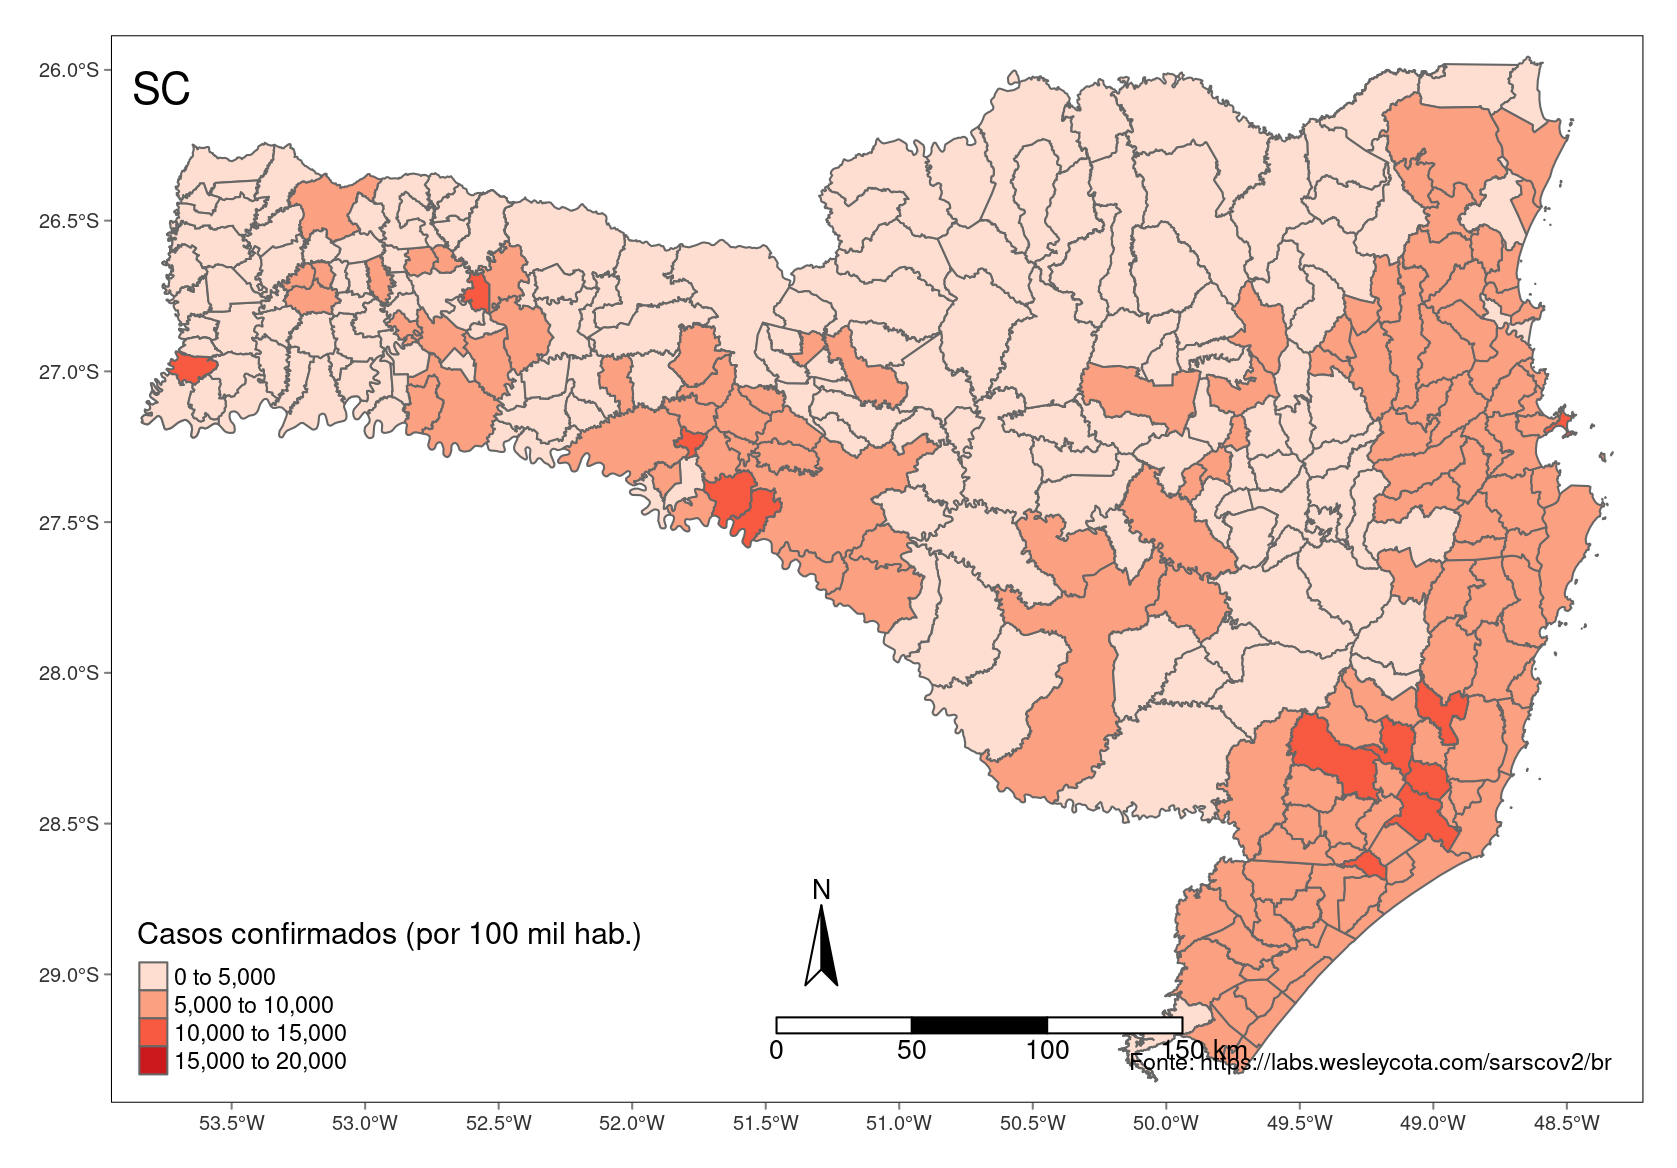 26.0°S
SC
26.5°S
27.0°S
27.5°S
28.0°S
28.5°S
29.0°S
N
Casos confirmados (por 100 mil hab.)
0 to 5,000
5,000 to 10,000
10,000 to 15,000
15,000 to 20,000
0 50 100 150 km
Fonte: https://labs.wesleycota.com/sarscov2/br
53.5°W 53.0°W 52.5°W 52.0°W 51.5°W 51.0°W 50.5°W 50.0°W 49.5°W 49.0°W 48.5°W